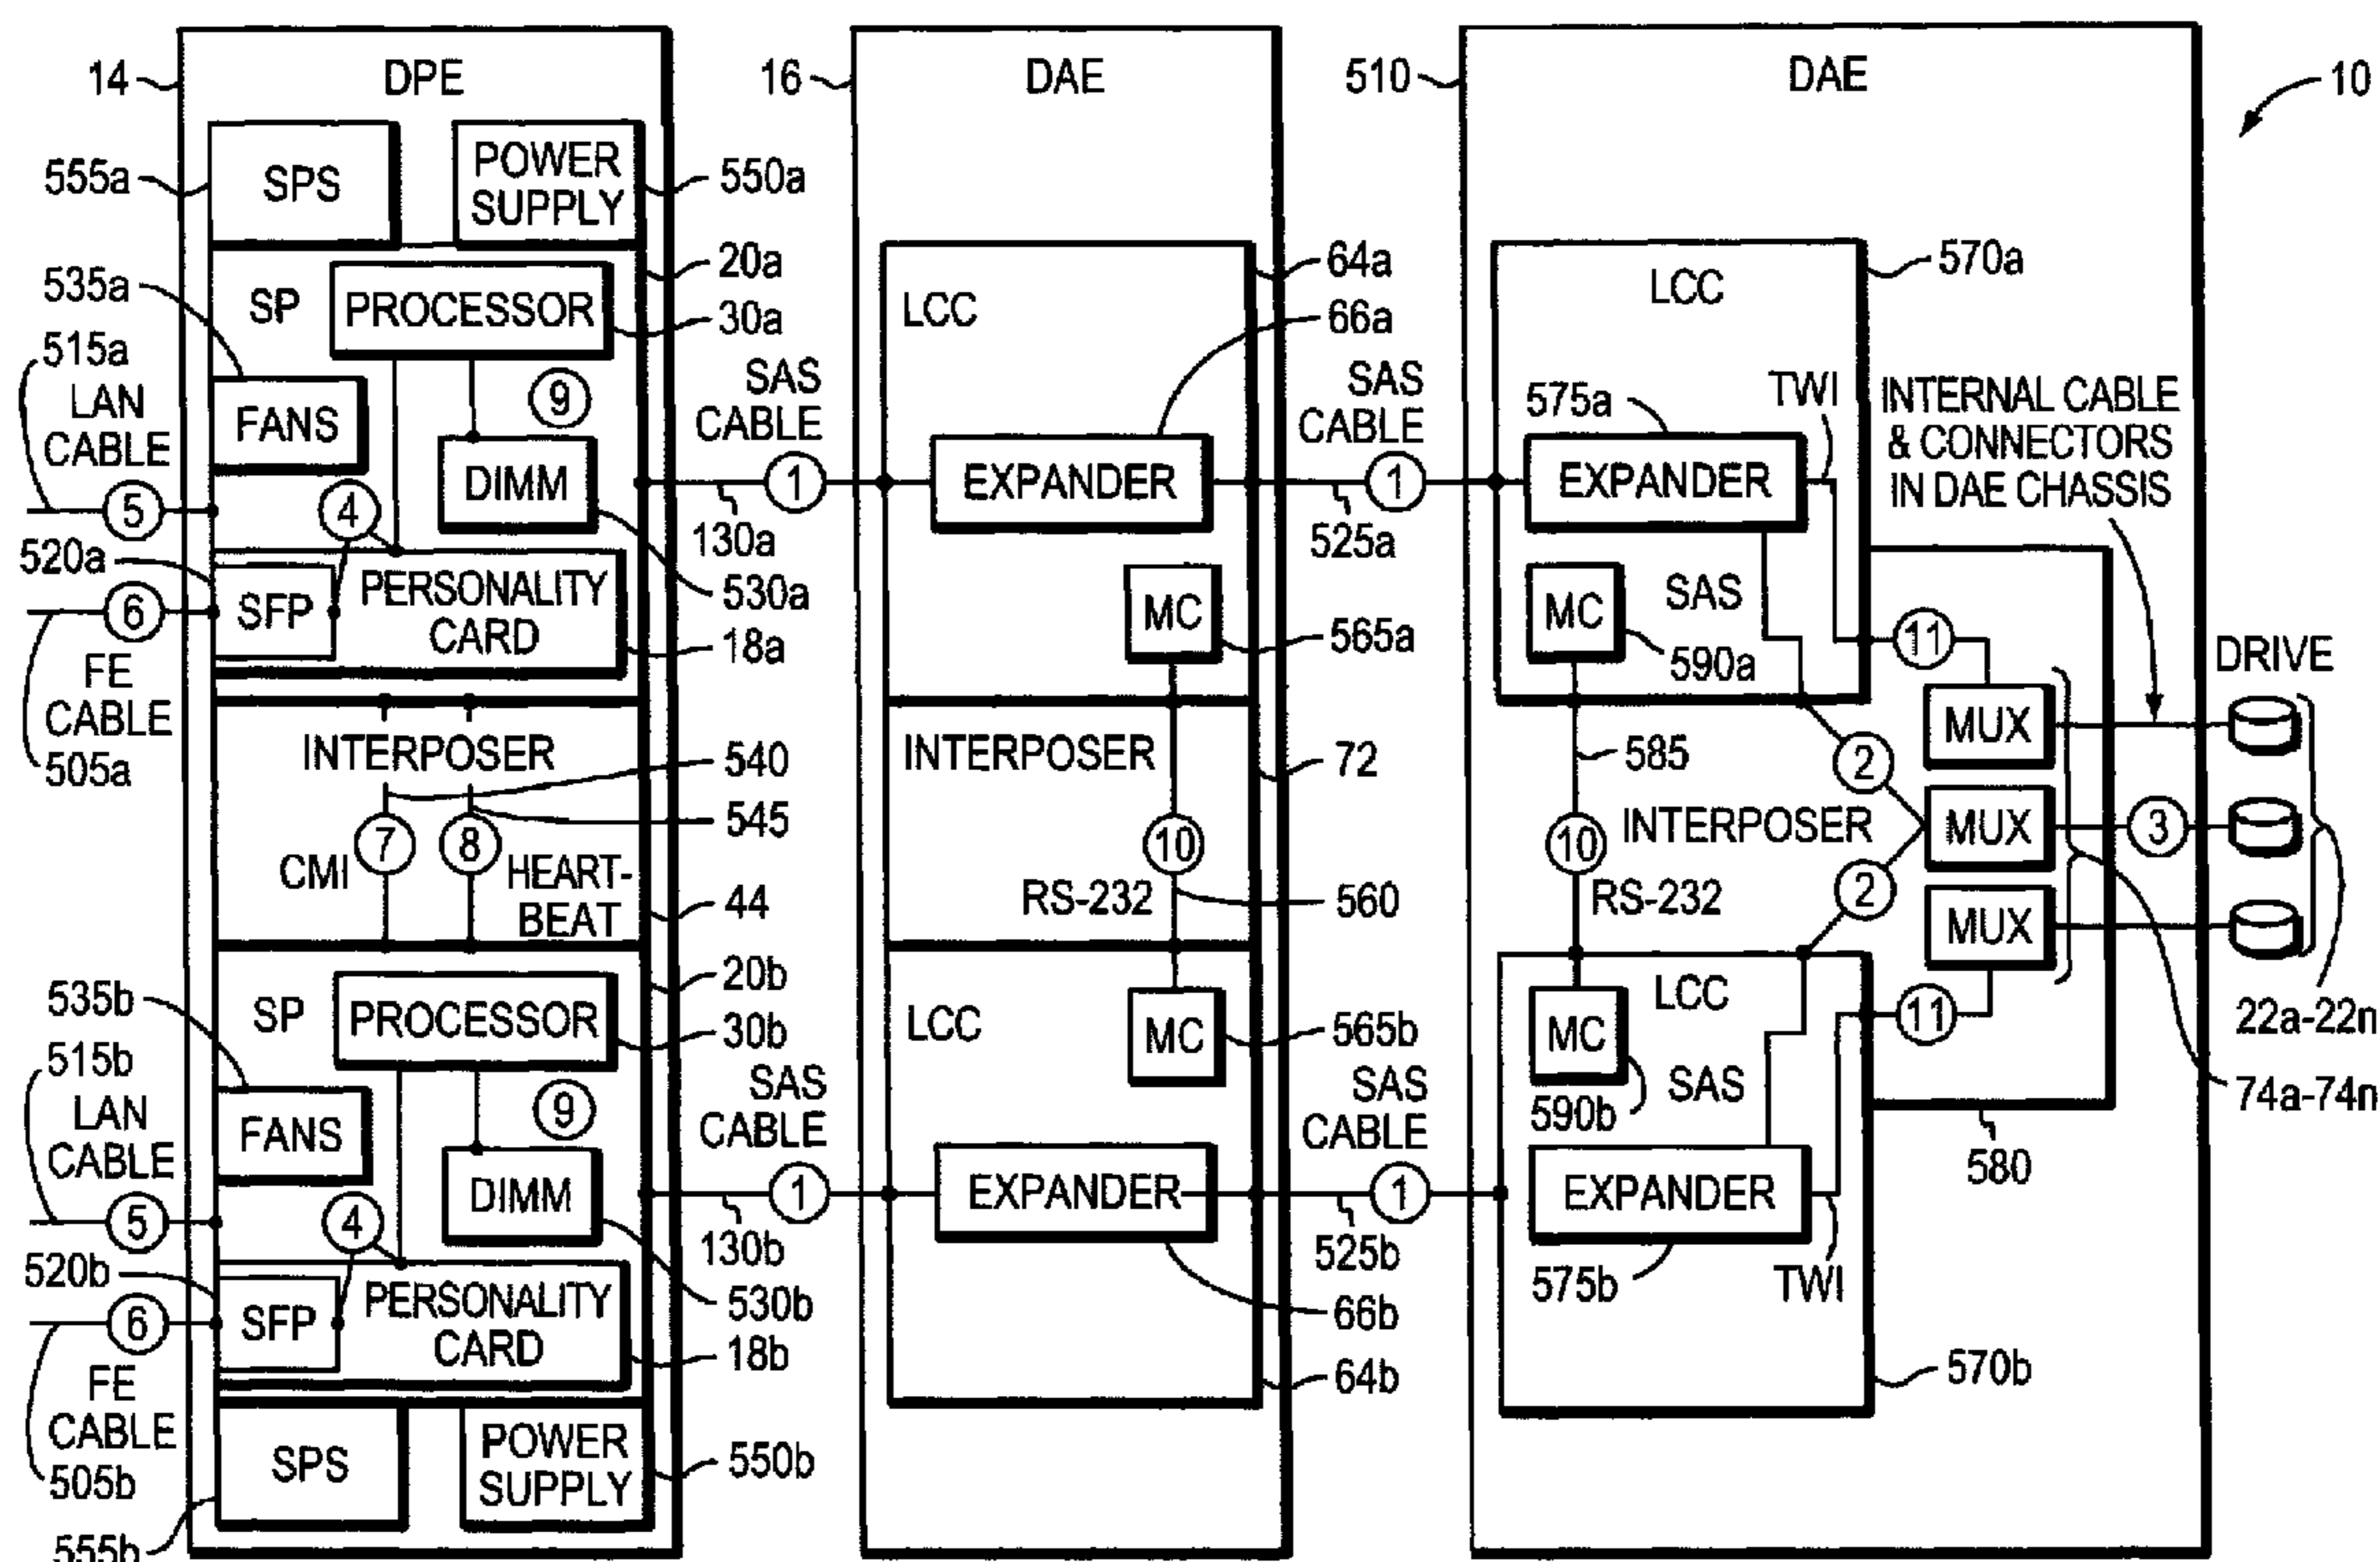 14
DPE
555a
SPS
POWER
SUPPLY
550a
20a
535a
SP
PROCESSOR
30a
515a
LAN
CABLE
FANS
9
DIMM
5
4
520a
6
SFP
PERSONALITY
CARD
530a
18a
FE
CABLE
505a
INTERPOSER
540
545
7
8
CMI
HEART-
BEAT
44
20b
535b
SP
PROCESSOR
30b
515b
LAN
CABLE
FANS
9
DIMM
5
4
520b
6
SFP
PERSONALITY
CARD
530b
18b
FE
CABLE
505b
SPS
POWER
SUPPLY
550b
555b
SAS
CABLE
1
130a
SAS
CABLE
1
130b
16
DAE
LCC
64a
66a
EXPANDER
MC
565a
INTERPOSER
72
10
RS-232
560
LCC
MC
565b
EXPANDER
66b
64b
SAS
CABLE
1
525a
SAS
CABLE
1
525b
510
DAE
10
LCC
570a
575a
TWI
EXPANDER
INTERNAL CABLE
& CONNECTORS
IN DAE CHASSIS
MC
SAS
590a
11
DRIVE
MUX
585
2
10
INTERPOSER
MUX
3
RS-232
2
MUX
LCC
MC
SAS
590b
11
22a-22n
74a-74n
580
EXPANDER
575b
TWI
570b